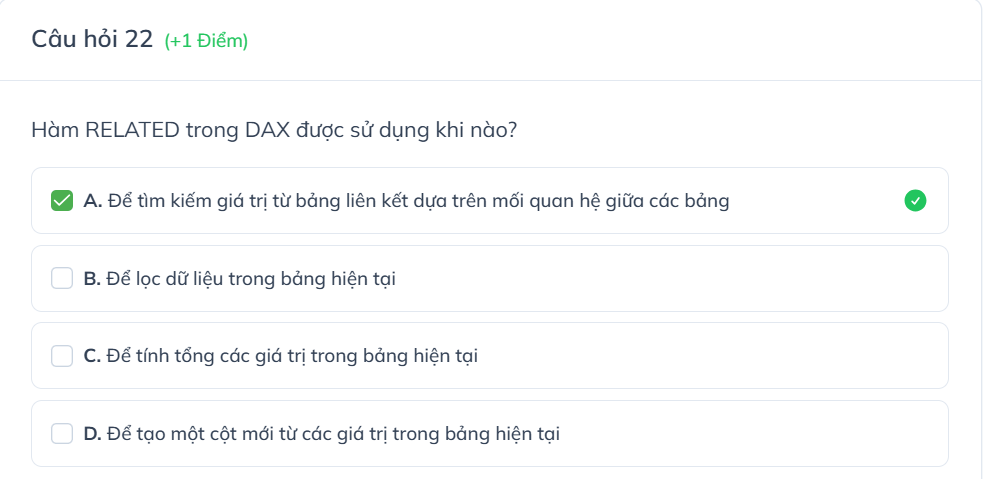 Câu hỏi 22 (+1 Điểm)
Hàm RELATED trong DAX được sử dụng khi nào?
A. Để tìm kiếm giá trị từ bảng liên kết dựa trên mối quan hệ giữa các bảng
B. Để lọc dữ liệu trong bảng hiện tại
C. Để tính tổng các giá trị trong bảng hiện tại
D. Để tạo một cột mới từ các giá trị trong bảng hiện tại